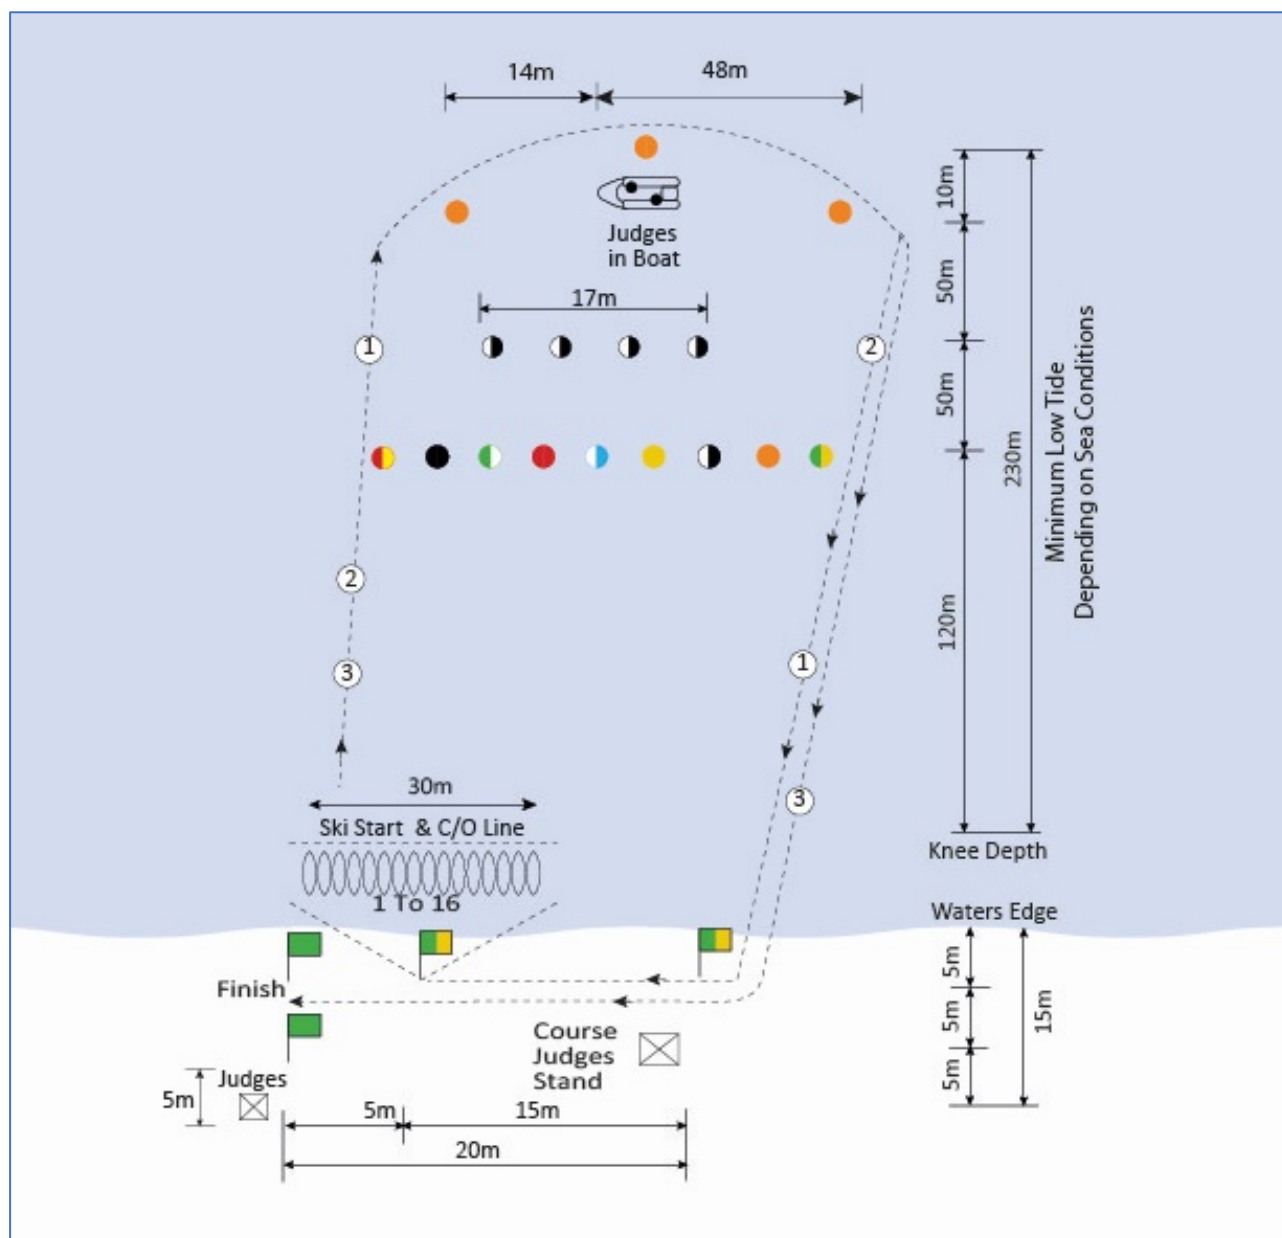 14m
48m
10m
Judges
in Boat
50m
17m
1
2
50m
230m
Minimum Low Tide
Depending on Sea Conditions
2
120m
3
1
30m
3
Ski Start & C/O Line
Knee Depth
1 To 16
Waters Edge
5m
Finish
5m
15m
Course
Judges
Stand
5m
Judges
5m
5m
15m
20m